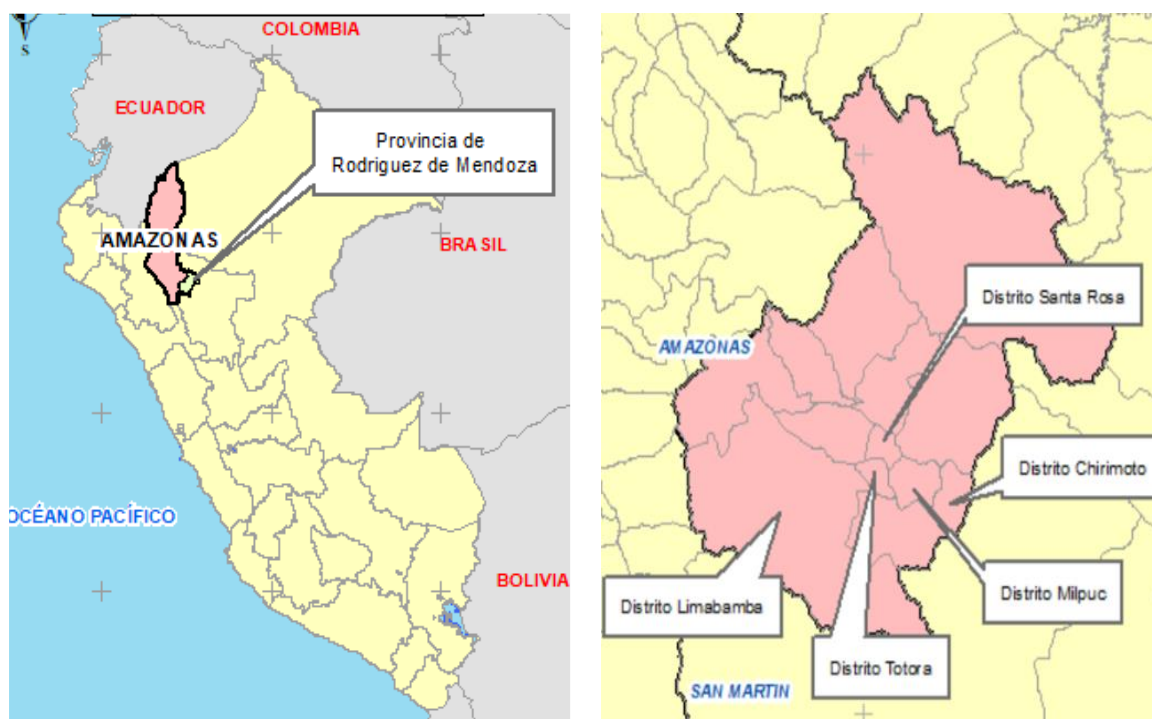 S
COLOMBIA
ECUADOR
Provincia de
Rodriguez de Mendoza
AMAZONAS
BRASIL
OCÉANO PACÍFICO
BOLIVIA
Distrito Santa Rosa
AMAZONAS
Distrito Chirimoto
Distrito Limabamba
Distrito Milpuc
Distrito Totora
SAN MARTIN